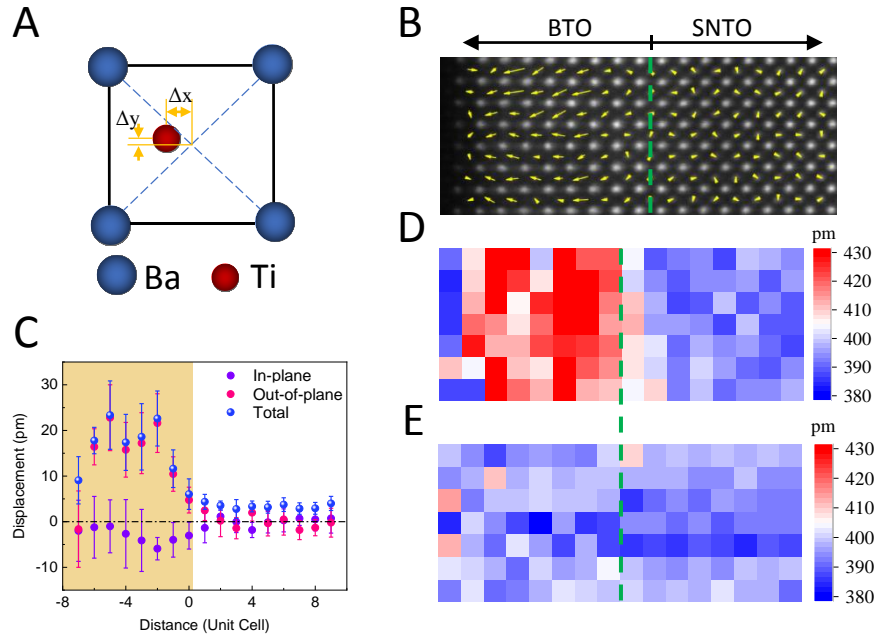 A
Δx
Δy
Ba
Ti
B
BTO
SNTO
C
In-plane
Out-of-plane
Total
Displacement (pm)
30
20
10
0
-10
-8
-4
0
4
8
Distance (Unit Cell)
D
pm
430
420
410
400
390
380
E
pm
430
420
410
400
390
380